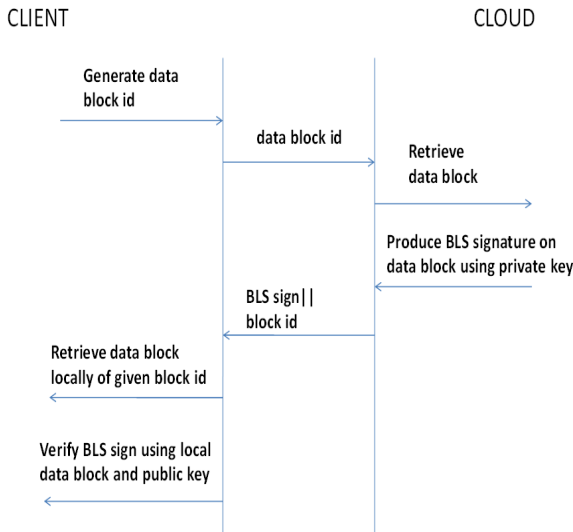 CLIENT
CLOUD
Generate data
block id
data block id
Retrieve
data block
Produce BLS signature on
data block using private key
BLS sign||
block id
Retrieve data block
locally of given block id
Verify BLS sign using local
data block and public key